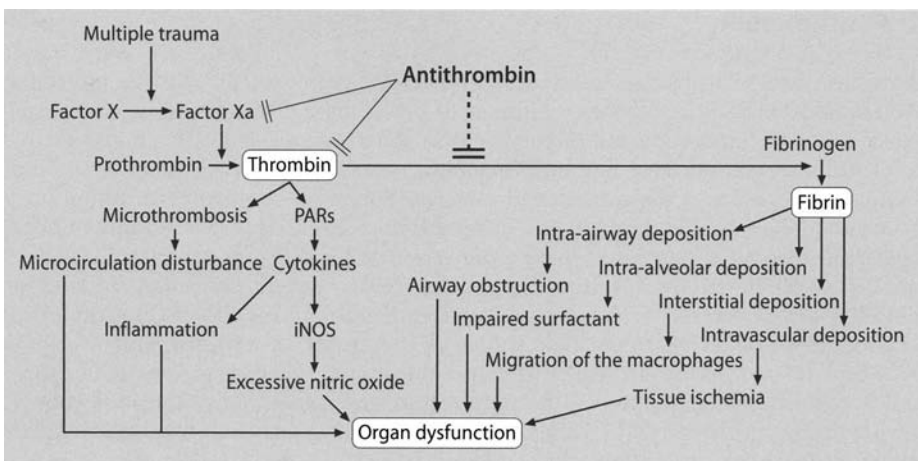 Multiple trauma
Antithrombin
Factor X
Factor Xa
Fibrinogen
Prothrombin
Thrombin
Fibrin
Microthrombosis
PARs
Intra-airway deposition
Microcirculation disturbance
Cytokines
Intra-alveolar deposition
Airway obstruction
Interstitial deposition
Inflammation
iNOS
Impaired surfactant
Intravascular deposition
Migration of the macrophages
Excessive nitric oxide
Tissue ischemia
Organ dysfunction